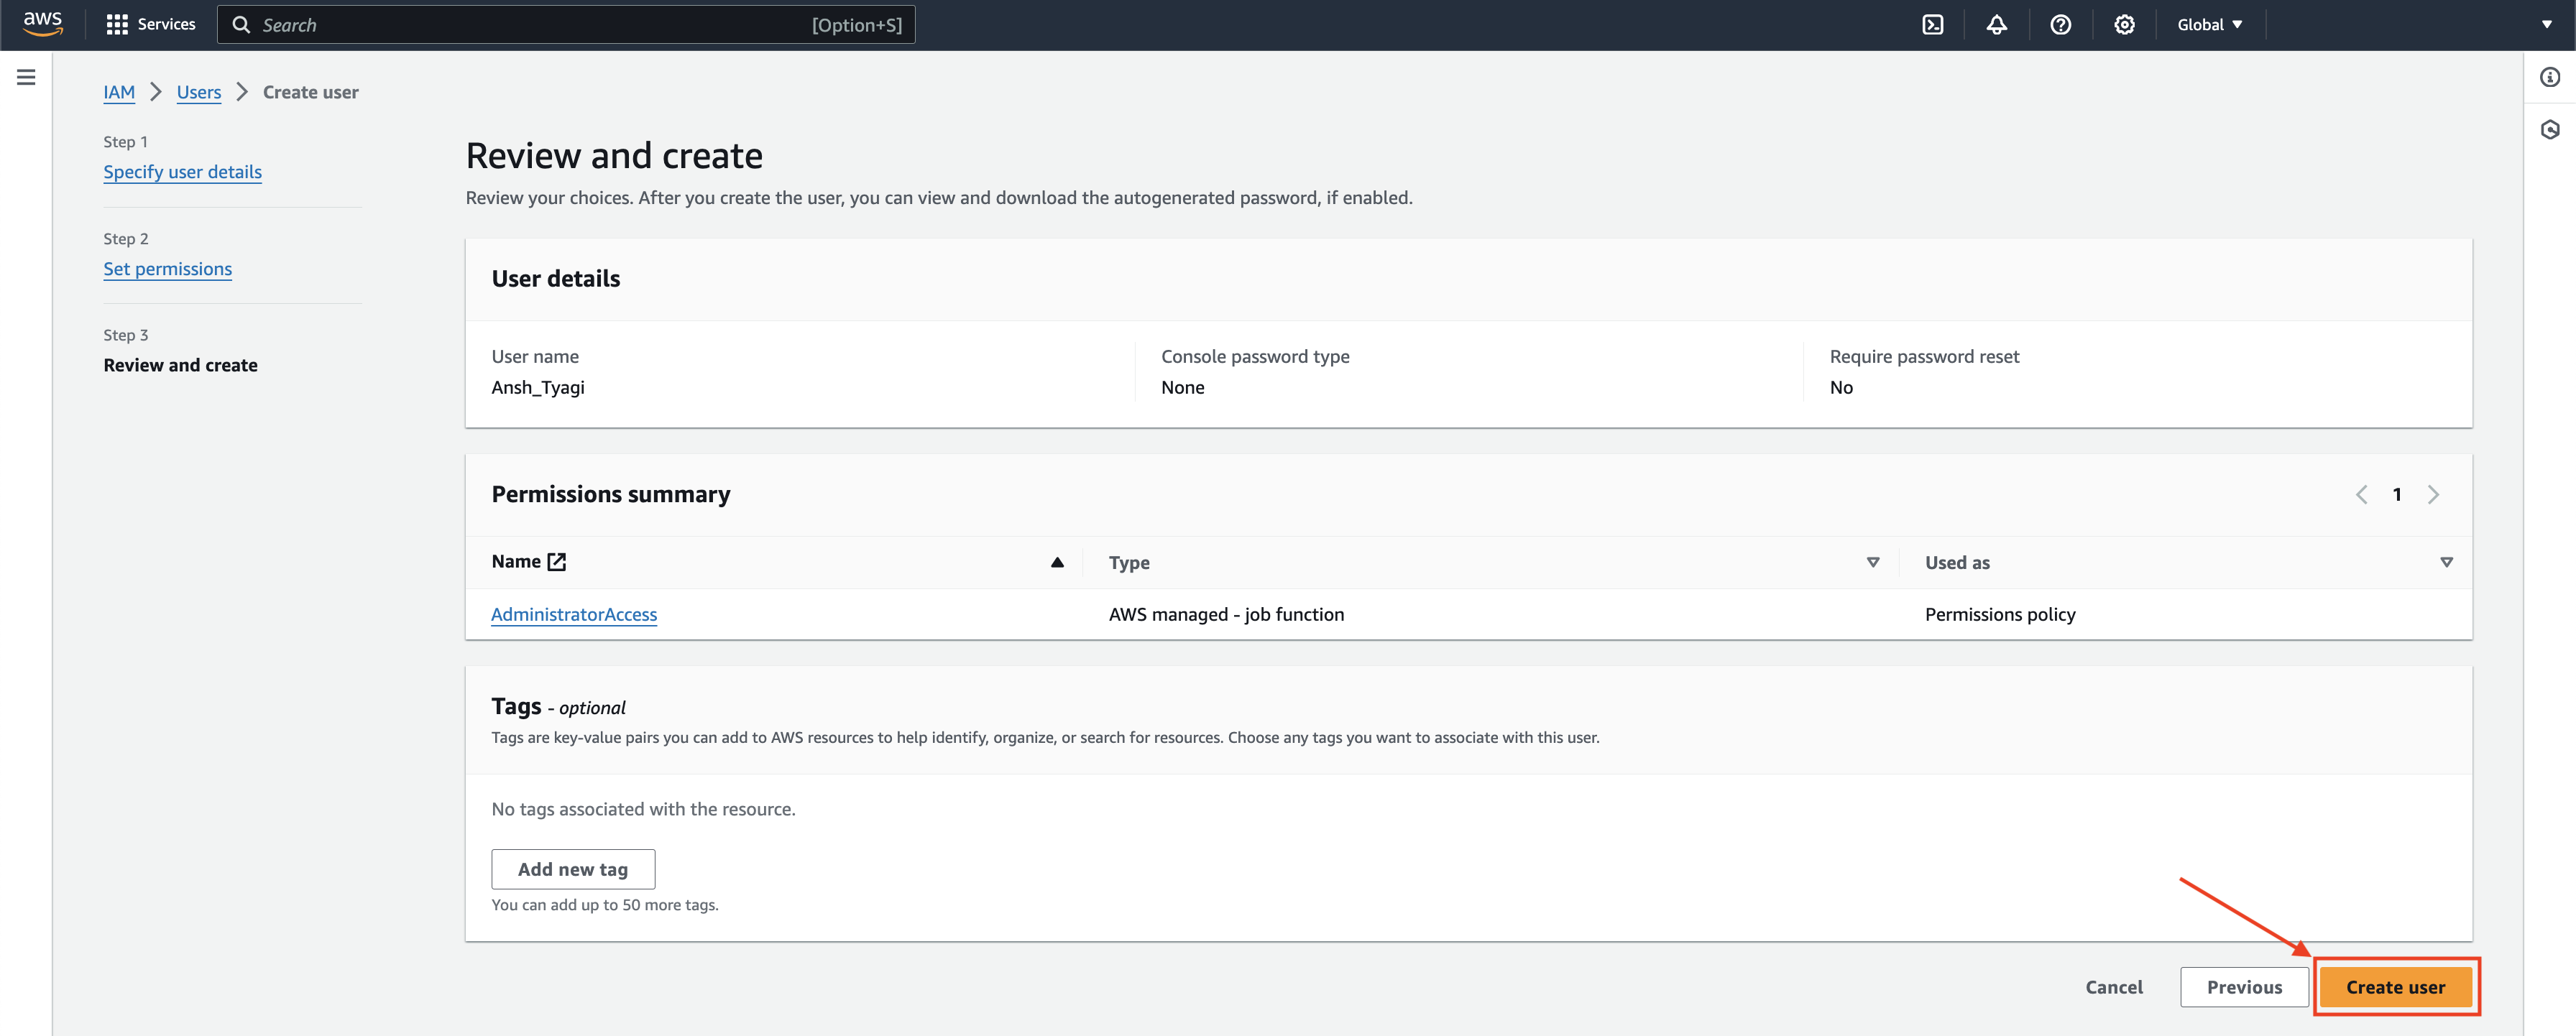 aws
Services
Search
[Option+S]
Global
IAM > Users > Create user
Step 1
Specify user details
Step 2
Set permissions
Step 3
Review and create
Review and create
Review your choices. After you create the user, you can view and download the autogenerated password, if enabled.
User details
User name
Ansh_Tyagi
Console password type
None
Require password reset
No
Permissions summary
1
Name
Type
Used as
AdministratorAccess
AWS managed - job function
Permissions policy
Tags - optional
Tags are key-value pairs you can add to AWS resources to help identify, organize, or search for resources. Choose any tags you want to associate with this user.
No tags associated with the resource.
Add new tag
You can add up to 50 more tags.
Cancel
Previous
Create user